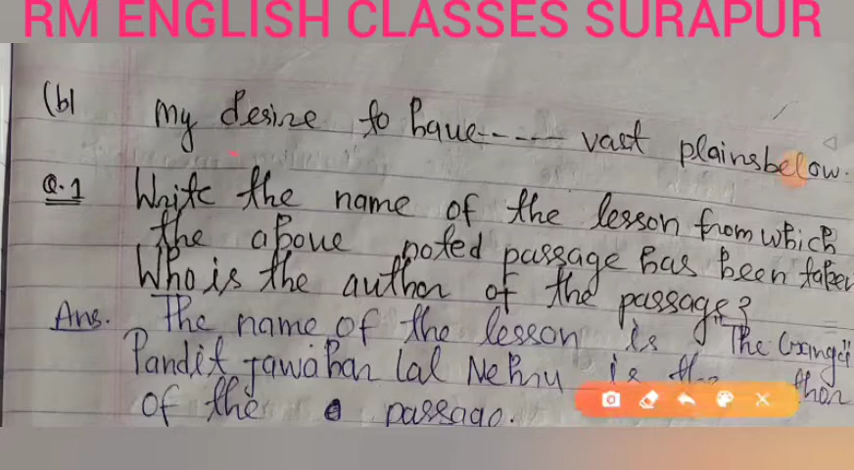 RM ENGLISH CLASSES SURAPUR
(b) My desire to have----- vast plains below.
Q.1 Write the name of the lesson from which
the above noted passage has been taken
Who is the author of the passage?
Ans. The name of the lesson is "The Ganga"
Pandit Jawahar lal Nehru is the
of the passage.